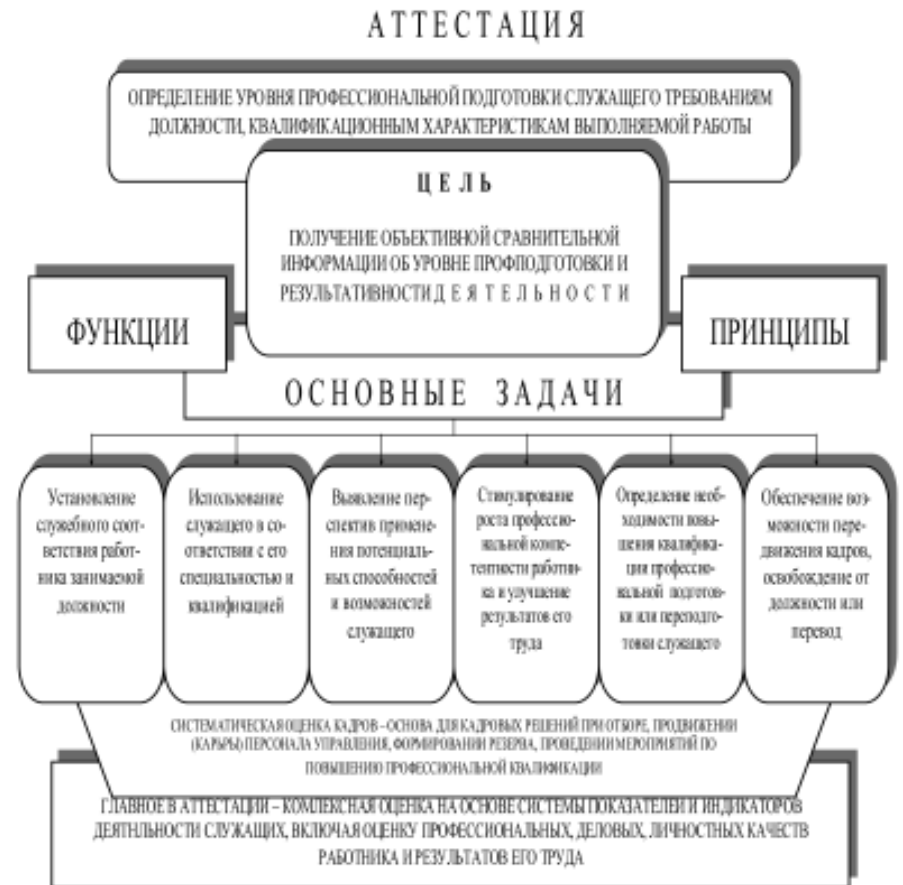 АТТЕСТАЦИЯ
ОПРЕДЕЛЕНИЕ УРОВНЯ ПРОФЕССИОНАЛЬНОЙ ПОДГОТОВКИ СЛУЖАЩЕГО ТРЕБОВАНИЯМ
ДОЛЖНОСТИ, КВАЛИФИКАЦИОННЫМ ХАРАКТЕРИСТИКАМ ВЫПОЛНЯЕМОЙ РАБОТЫ
ЦЕЛЬ
ПОЛУЧЕНИЕ ОБЪЕКТИВНОЙ СРАВНИТЕЛЬНОЙ
ИНФОРМАЦИИ ОБ УРОВНЕ ПРОФПОДГОТОВКИ И
РЕЗУЛЬТАТИВНОСТИ ДЕЯТЕЛЬНОСТИ
ФУНКЦИИ
ПРИНЦИПЫ
ОСНОВНЫЕ ЗАДАЧИ
Установление
служебного соот-
ветствия работ-
ника занимаемой
должности
Использование
служащего в со-
ответствии с его
специальностью и
квалификацией
Выявление пер-
спектив примене-
ния потенциаль-
ных способностей
и возможностей
служащего
Стимулирование
роста профессио-
нальной компе-
тентности работни-
ка и улучшение
результатов его
труда
Определение необ-
ходимости повы-
шения квалифика-
ции профессио-
нальной подготов-
ки или переподго-
товки служащего
Обеспечение воз-
можности пере-
движения кадров,
освобождение от
должности или
перевод
СИСТЕМАТИЧЕСКАЯ ОЦЕНКА КАДРОВ – ОСНОВА ДЛЯ КАДРОВЫХ РЕШЕНИЙ ПРИ ОТБОРЕ, ПРОДВИЖЕНИИ
(КАРЬРЫ) ПЕРСОНАЛА УПРАВЛЕНИЯ, ФОРМИРОВАНИИ РЕЗЕРВА, ПРОВЕДЕНИИ МЕРОПРИЯТИЙ ПО
ПОВЫШЕНИЮ ПРОФЕССИОНАЛЬНОЙ КВАЛИФИКАЦИИ
ГЛАВНОЕ В АТТЕСТАЦИИ – КОМЛЕКСНАЯ ОЦЕНКА НА ОСНОВЕ СИСТЕМЫ ПОКАЗАТЕЛЕЙ И ИНДИКАТОРОВ
ДЕЯТНЛЬНОСТИ СЛУЖАЩИХ, ВКЛЮЧАЯ ОЦЕНКУ ПРОФЕССИОНАЛЬНЫХ, ДЕЛОВЫХ, ЛИЧНОСТНЫХ КАЧЕСТВ
РАБОТНИКА И РЕЗУЛЬТАТОВ ЕГО ТРУДА